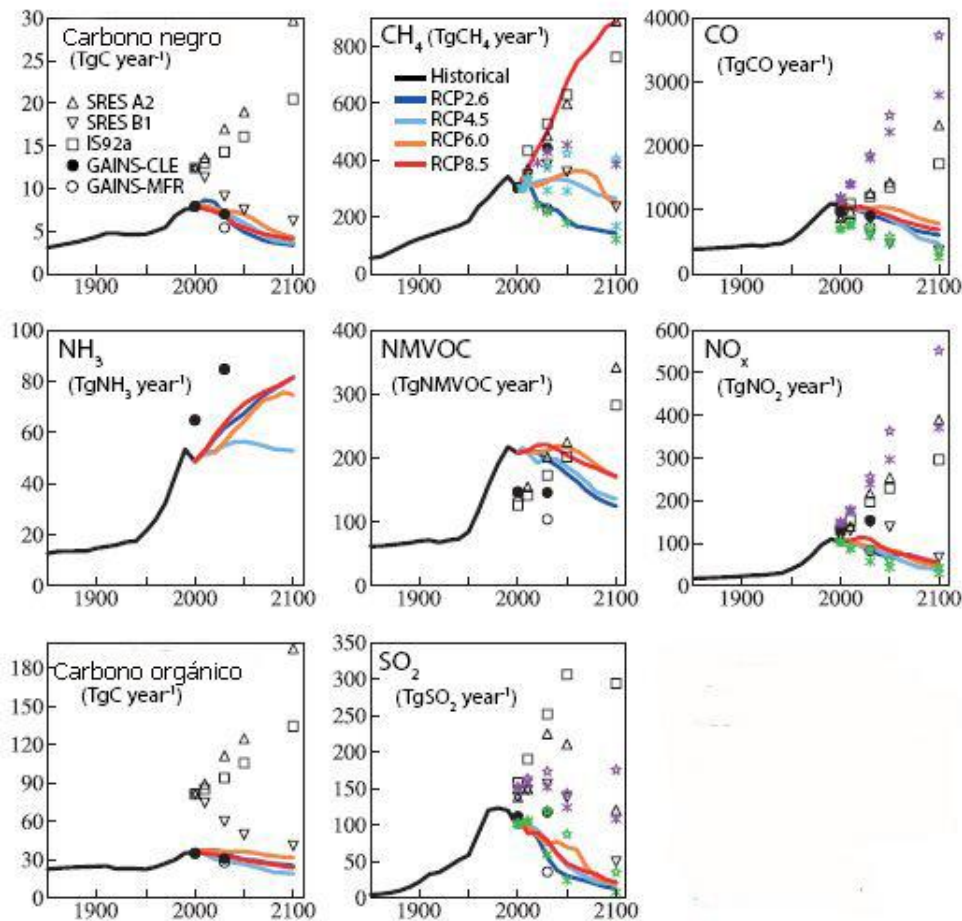 Carbono negro
(TgC year⁻¹)
30
25
20
15
10
5
0
1900 2000 2100
SRES A2
SRES B1
IS92a
GAINS-CLE
GAINS-MFR
CH₄ (TgCH₄ year⁻¹)
800
600
400
200
0
1900 2000 2100
Historical
RCP2.6
RCP4.5
RCP6.0
RCP8.5
CO
(TgCO year⁻¹)
4000
3000
2000
1000
0
1900 2000 2100
NH₃
(TgNH₃ year⁻¹)
100
80
60
40
20
0
1900 2000 2100
NMVOC
(TgNMVOC year⁻¹)
400
300
200
100
0
1900 2000 2100
NOₓ
(TgNO₂ year⁻¹)
600
500
400
300
200
100
0
1900 2000 2100
Carbono orgánico
(TgC year⁻¹)
180
150
120
90
60
30
0
1900 2000 2100
SO₂
(TgSO₂ year⁻¹)
350
300
250
200
150
100
50
0
1900 2000 2100